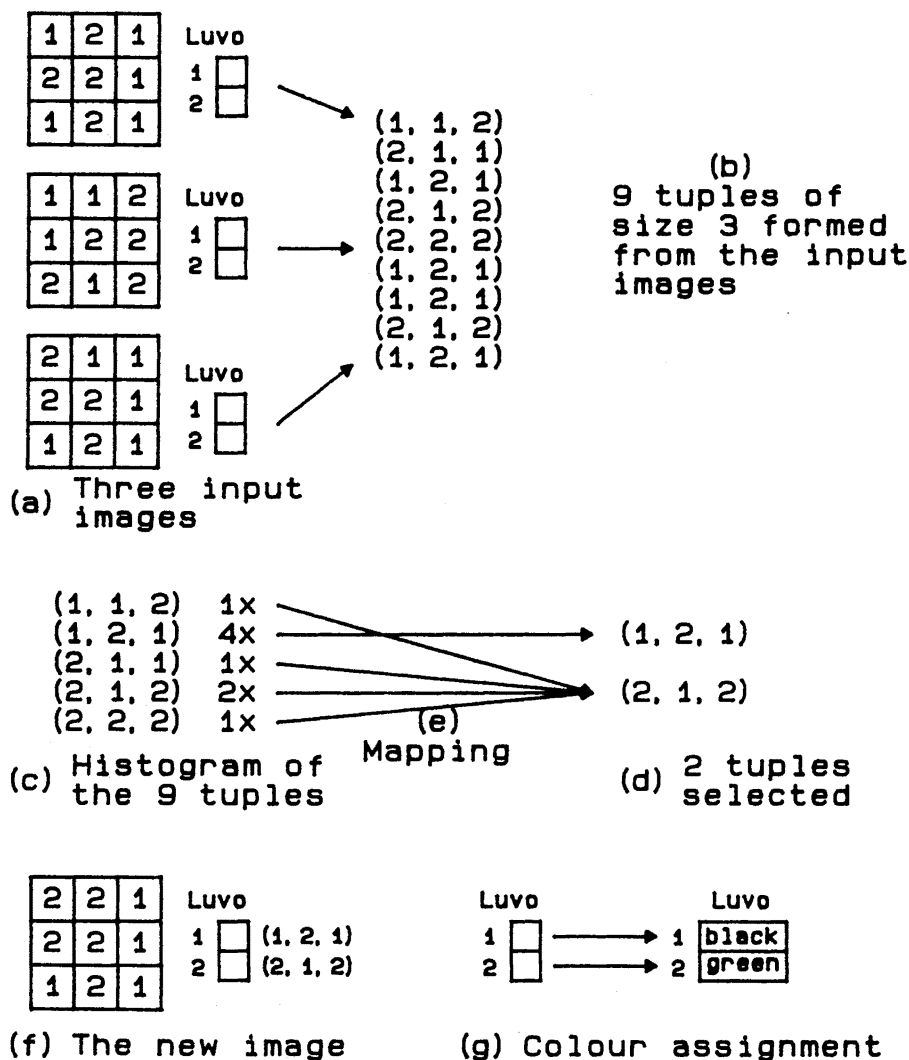 1 2 1
2 2 1
1 2 1
Luvo
1
2
1 1 2
1 2 2
2 1 2
Luvo
1
2
2 1 1
2 2 1
1 2 1
Luvo
1
2
(a) Three input
images
(1, 1, 2)
(2, 1, 1)
(1, 2, 1)
(2, 1, 2)
(2, 2, 2)
(1, 2, 1)
(1, 2, 1)
(2, 1, 2)
(1, 2, 1)
(b)
9 tuples of
size 3 formed
from the input
images
(1, 1, 2) 1x
(1, 2, 1) 4x
(2, 1, 1) 1x
(2, 1, 2) 2x
(2, 2, 2) 1x
(c) Histogram of
the 9 tuples
(e)
Mapping
(1, 2, 1)
(2, 1, 2)
(d) 2 tuples
selected
2 2 1
2 2 1
1 2 1
Luvo
1 (1, 2, 1)
2 (2, 1, 2)
(f) The new image
Luvo
1
2
Luvo
1 black
2 green
(g) Colour assignment